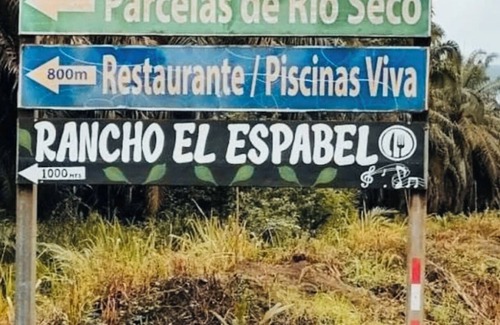 Parcelas de Rio Seco
800m Restaurante / Piscinas Viva
RANCHO EL ESPABEL
1000 MTS